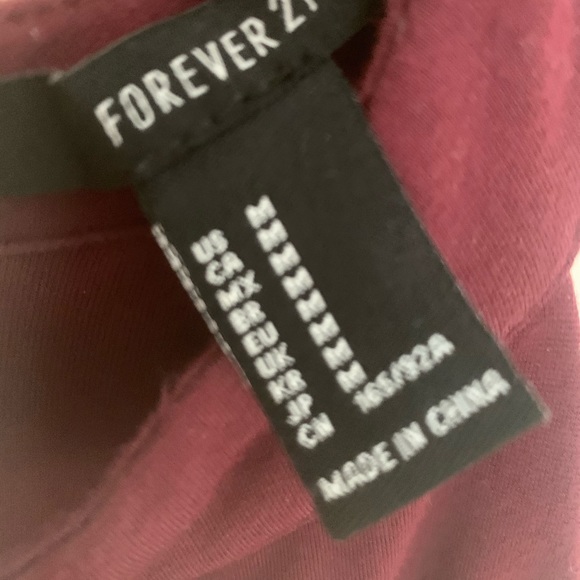 FOREVER 21
US M
CA M
MX M
BR M
EU M
UK M
KR M
JP M
CN 165/92A
MADE IN CHINA